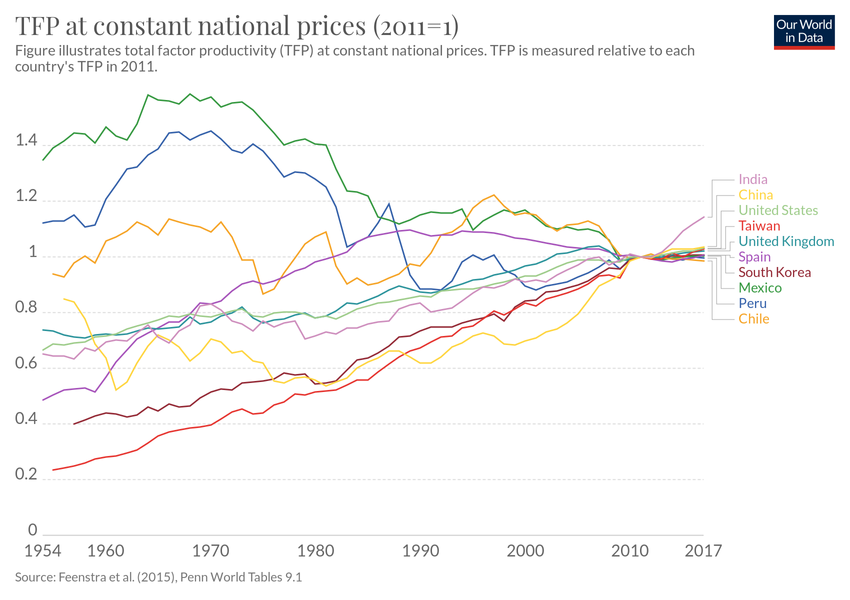 TFP at constant national prices (2011=1)
Our World
in Data
Figure illustrates total factor productivity (TFP) at constant national prices. TFP is measured relative to each
country's TFP in 2011.
1.4
1.2
1
0.8
0.6
0.4
0.2
0
1954
1960
1970
1980
1990
2000
2010
2017
India
China
United States
Taiwan
United Kingdom
Spain
South Korea
Mexico
Peru
Chile
Source: Feenstra et al. (2015), Penn World Tables 9.1